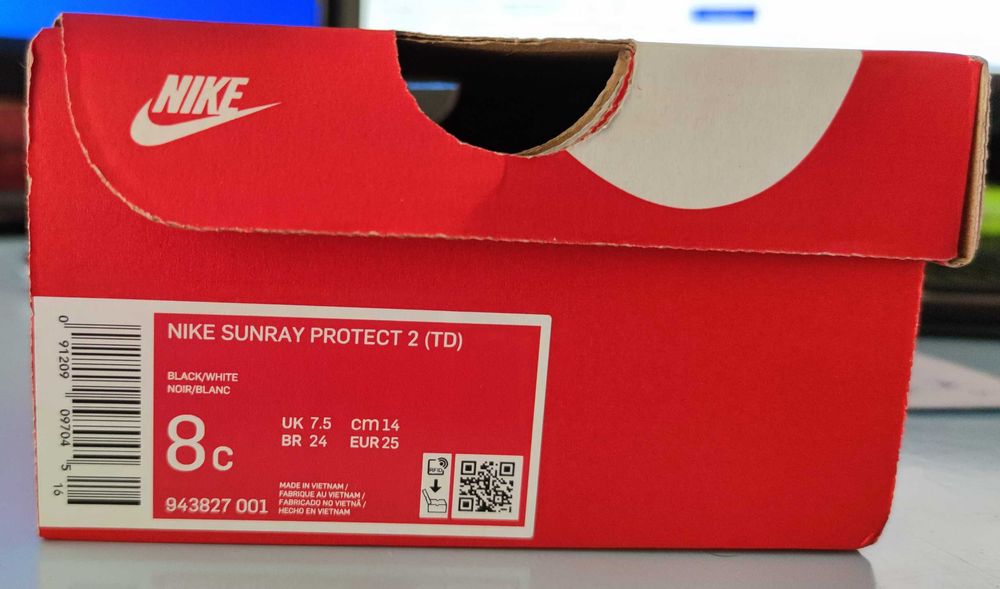 NIKE
NIKE SUNRAY PROTECT 2 (TD)
BLACK/WHITE
NOIR/BLANC
8C
UK 7.5 cm 14
BR 24 EUR 25
943827 001
MADE IN VIETNAM /
FABRIQUE AU VIETNAM /
FABRICADO NO VIETNÃ /
HECHO EN VIETNAM
RFID
0 91209 09704 5 16